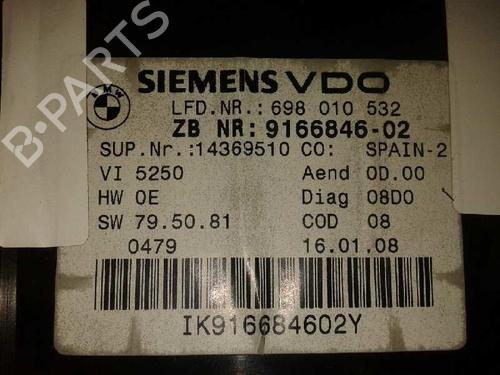 BMW
SIEMENS VDO
LFD.NR.: 698 010 532
ZB NR: 9166846-02
SUP.Nr.:14369510 CO: SPAIN-2
VI 5250 Aend 0D.00
HW 0E Diag 08D0
SW 79.50.81 COD 08
0479 16.01.08
IK916684602Y
B-PARTS